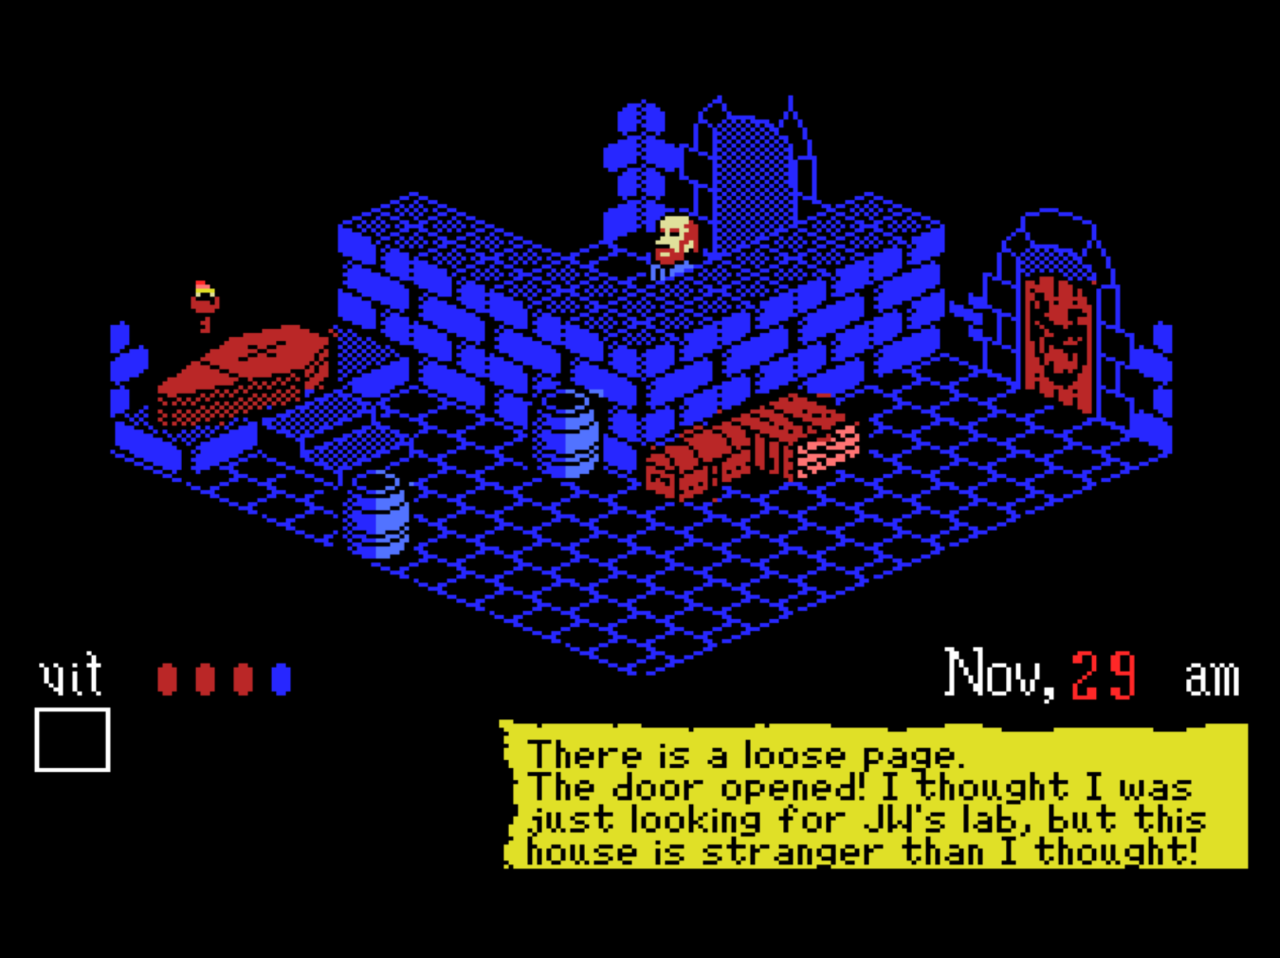 vit
Nov, 29 am
There is a loose page.
The door opened! I thought I was
just looking for JW's lab, but this
house is stranger than I thought!